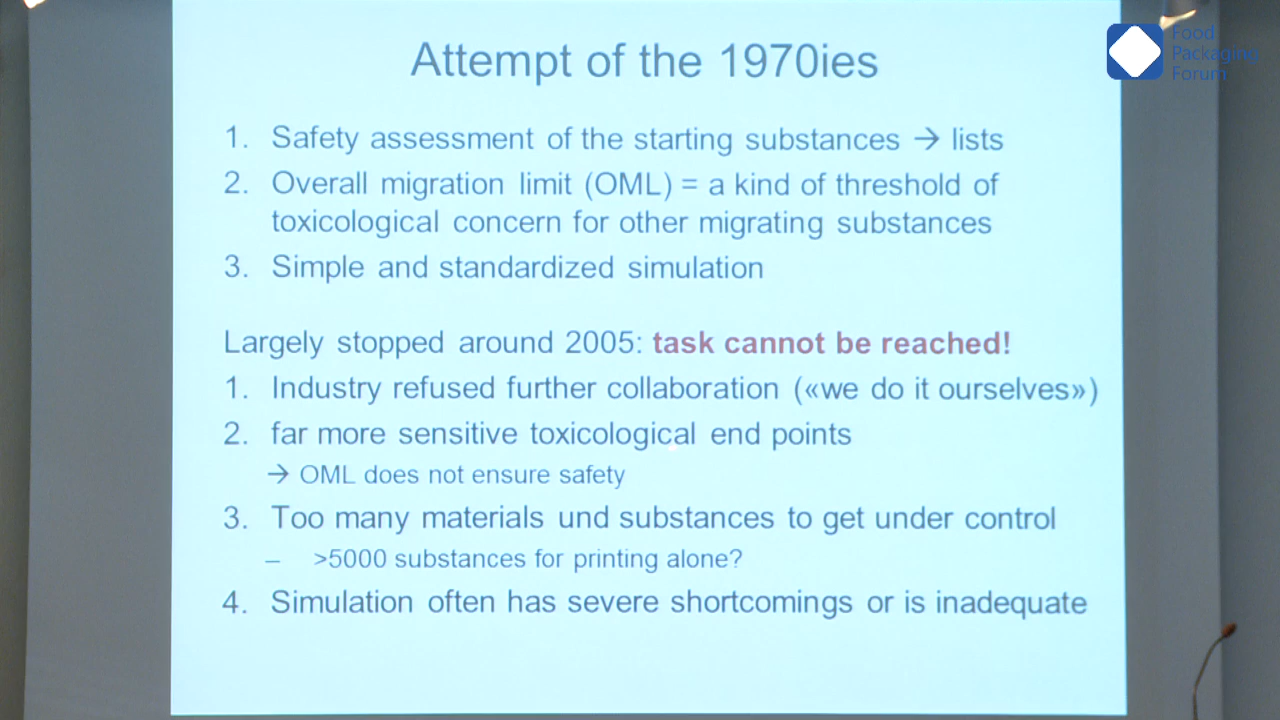 Attempt of the 1970ies
Food
Packaging
Forum
1. Safety assessment of the starting substances → lists
2. Overall migration limit (OML) = a kind of threshold of
toxicological concern for other migrating substances
3. Simple and standardized simulation
Largely stopped around 2005: task cannot be reached!
1. Industry refused further collaboration («we do it ourselves»)
2. far more sensitive toxicological end points
→ OML does not ensure safety
3. Too many materials und substances to get under control
– >5000 substances for printing alone?
4. Simulation often has severe shortcomings or is inadequate